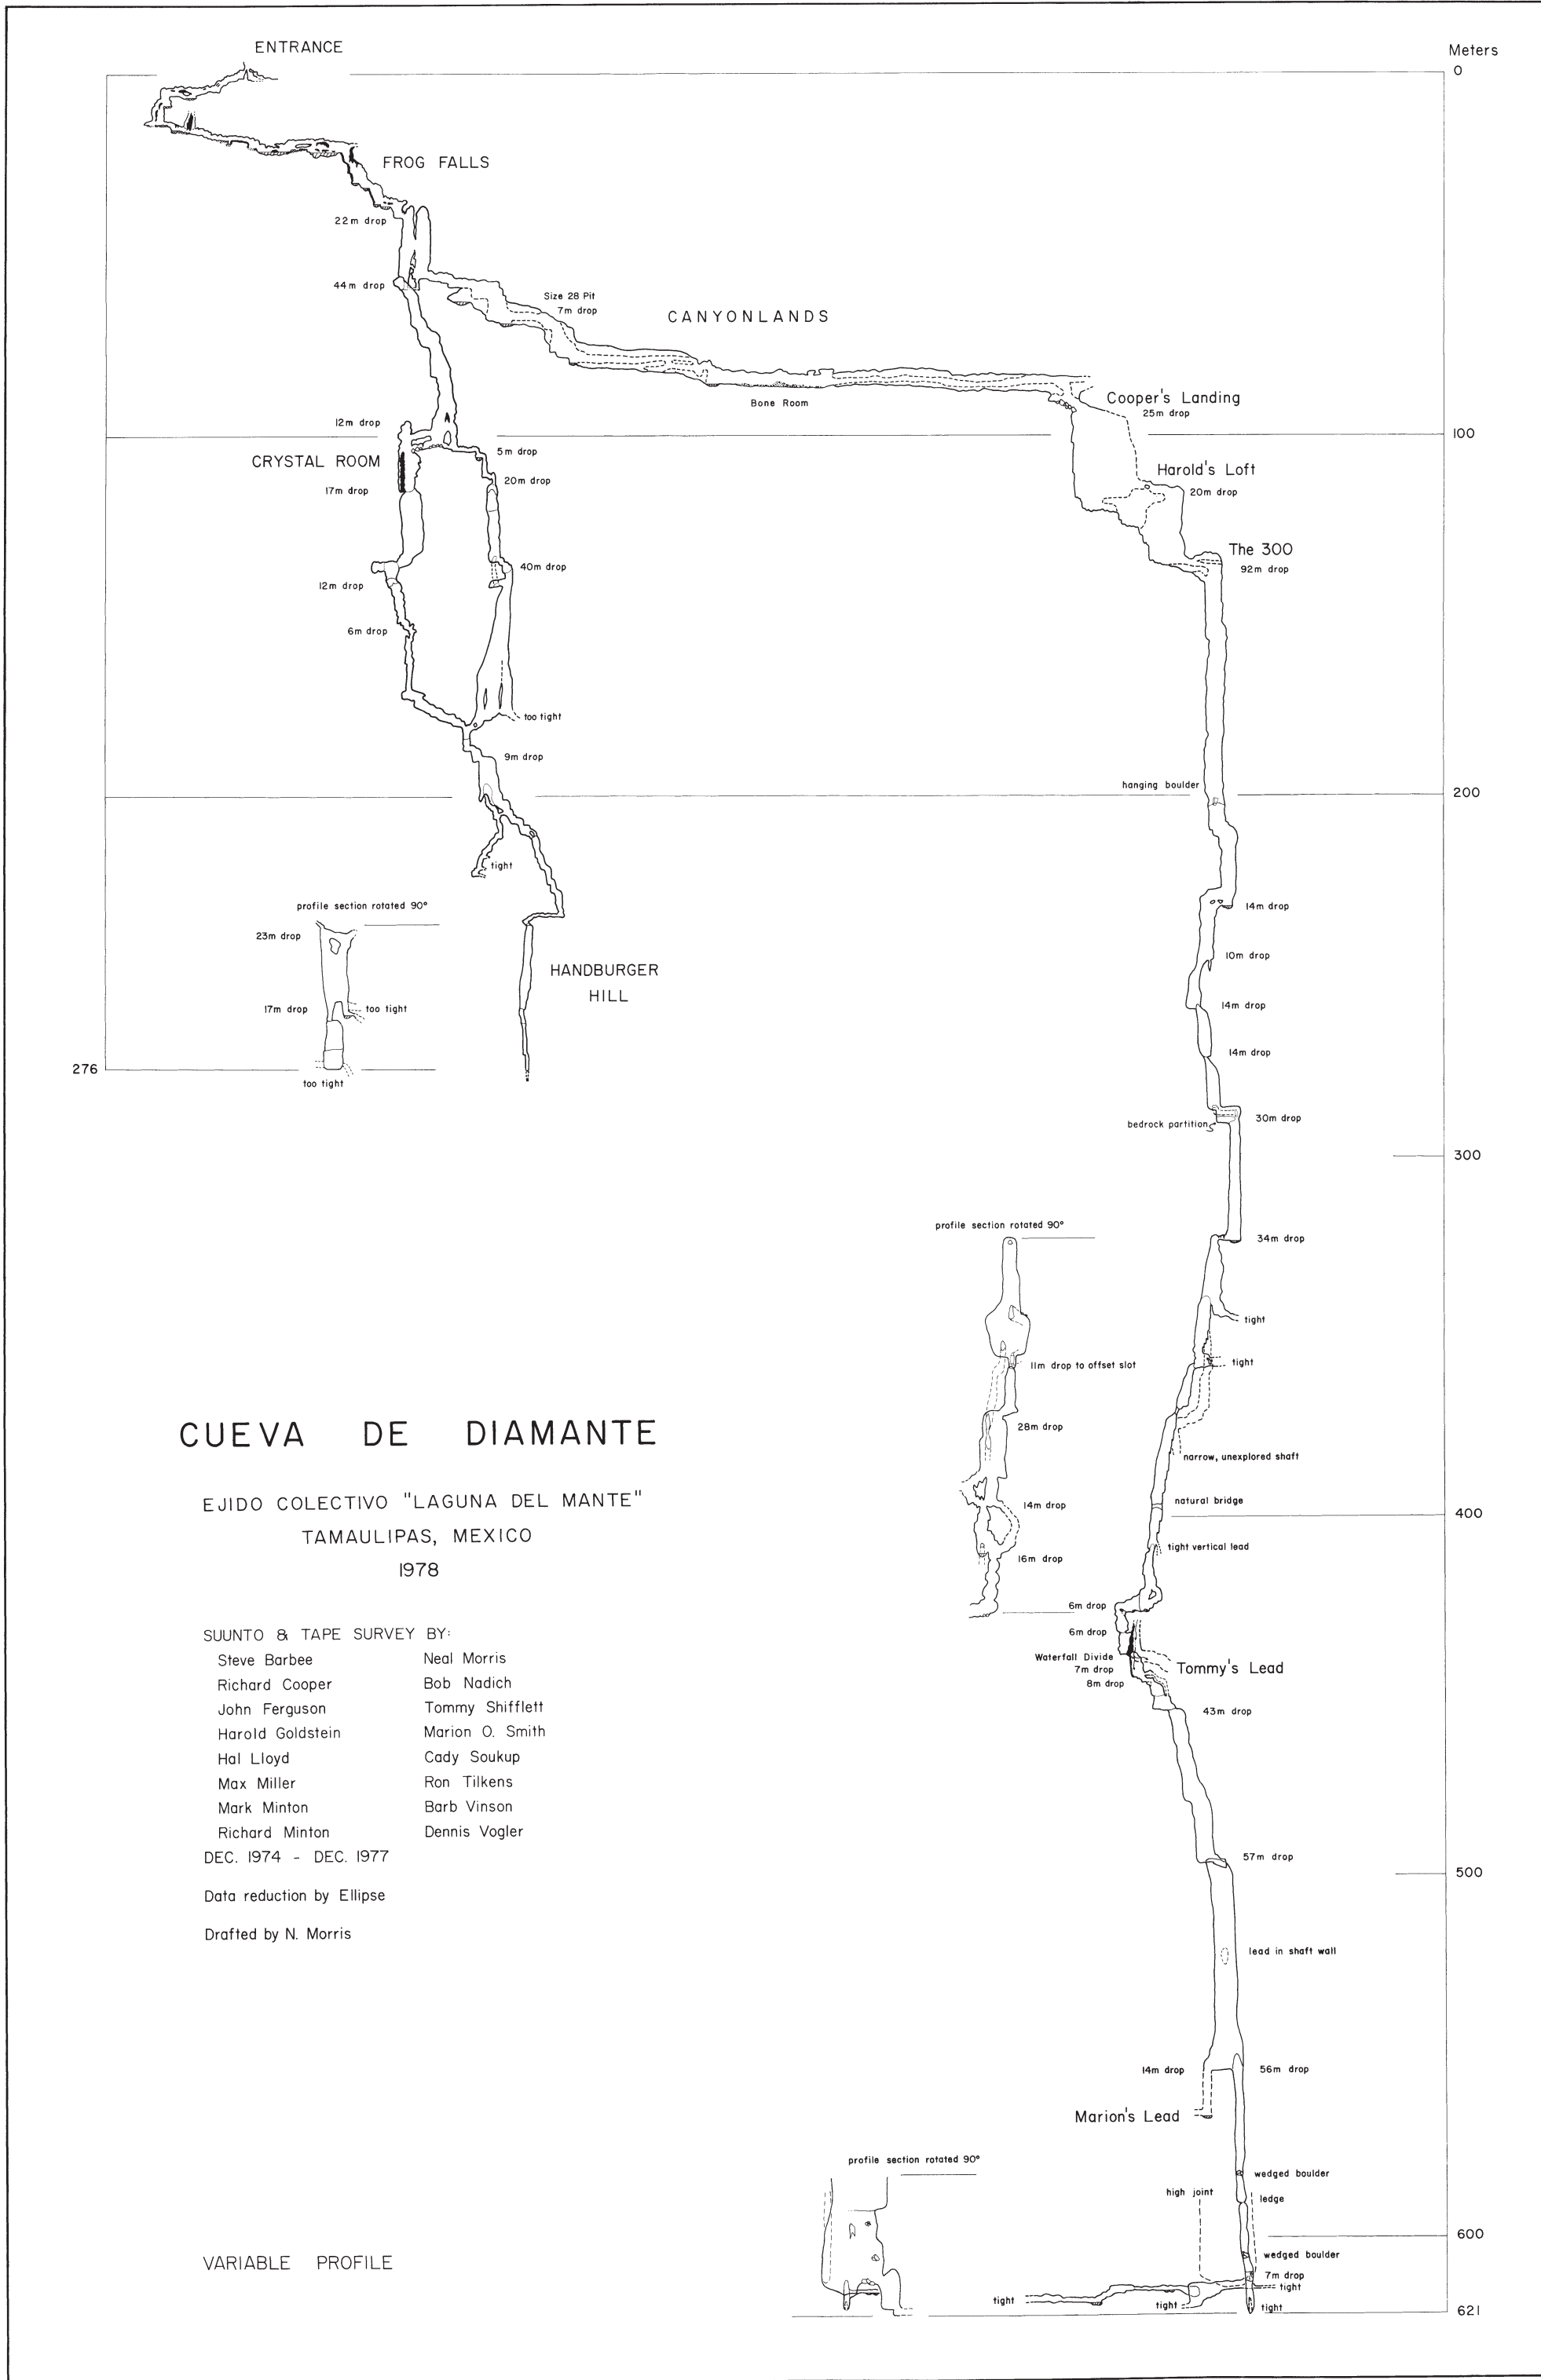 ENTRANCE
Meters
0
FROG FALLS
22m drop
44m drop
Size 28 Pit
7m drop
CANYONLANDS
Bone Room
Cooper's Landing
25m drop
12m drop
100
CRYSTAL ROOM
5m drop
17m drop
20m drop
Harold's Loft
20m drop
The 300
92m drop
40m drop
12m drop
6m drop
too tight
9m drop
hanging boulder
200
tight
profile section rotated 90°
23m drop
14m drop
10m drop
HANDBURGER
HILL
17m drop
too tight
14m drop
14m drop
276
too tight
30m drop
bedrock partition
300
profile section rotated 90°
34m drop
tight
11m drop to offset slot
tight
28m drop
narrow, unexplored shaft
CUEVA DE DIAMANTE
EJIDO COLECTIVO "LAGUNA DEL MANTE"
TAMAULIPAS, MEXICO
1978
natural bridge
14m drop
400
tight vertical lead
16m drop
6m drop
6m drop
Waterfall Divide
7m drop
8m drop
Tommy's Lead
43m drop
SUUNTO & TAPE SURVEY BY:
Steve Barbee Neal Morris
Richard Cooper Bob Nadich
John Ferguson Tommy Shifflett
Harold Goldstein Marion O. Smith
Hal Lloyd Cady Soukup
Max Miller Ron Tilkens
Mark Minton Barb Vinson
Richard Minton Dennis Vogler
DEC. 1974 - DEC. 1977
Data reduction by Ellipse
Drafted by N. Morris
57m drop
500
lead in shaft wall
14m drop
56m drop
Marion's Lead
profile section rotated 90°
wedged boulder
high joint
ledge
600
wedged boulder
7m drop
tight
tight
tight
tight
621
VARIABLE PROFILE